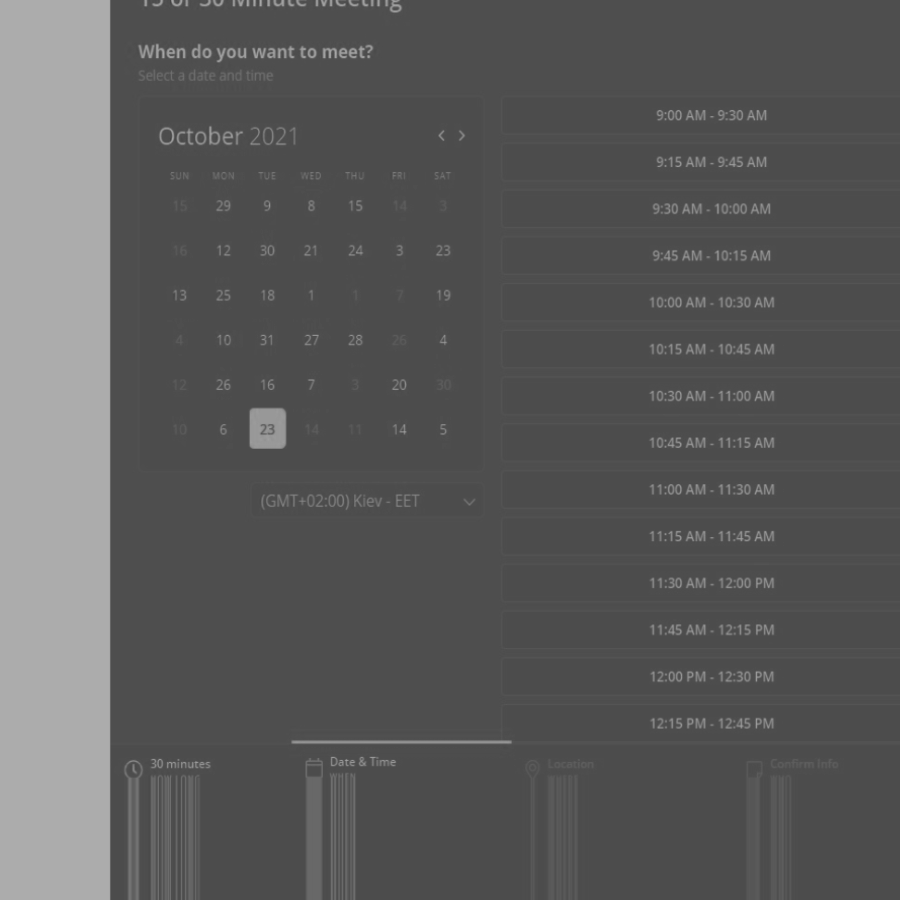 15 or 30 Minute Meeting
When do you want to meet?
Select a date and time
October 2021
SUN MON TUE WED THU FRI SAT
15 29 9 8 15 14 3
16 12 30 21 24 3 23
13 25 18 1 1 7 19
4 10 31 27 28 26 4
12 26 16 7 3 20 30
10 6 23 14 11 14 5
(GMT+02:00) Kiev - EET
9:00 AM - 9:30 AM
9:15 AM - 9:45 AM
9:30 AM - 10:00 AM
9:45 AM - 10:15 AM
10:00 AM - 10:30 AM
10:15 AM - 10:45 AM
10:30 AM - 11:00 AM
10:45 AM - 11:15 AM
11:00 AM - 11:30 AM
11:15 AM - 11:45 AM
11:30 AM - 12:00 PM
11:45 AM - 12:15 PM
12:00 PM - 12:30 PM
12:15 PM - 12:45 PM
30 minutes
Date & Time
Location
Confirm Info